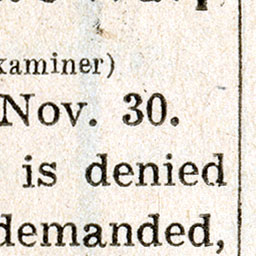 xaminer)
Nov. 30.
is denied
demanded,